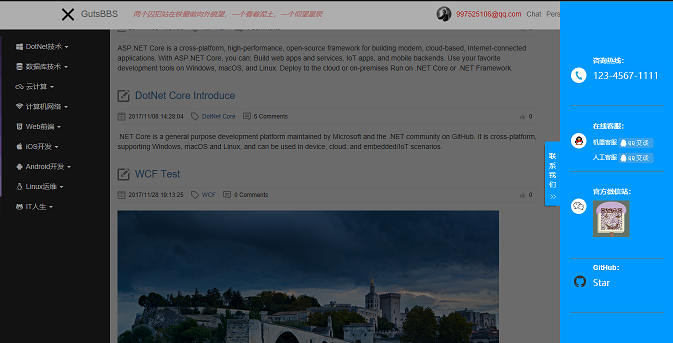 GutsBBS
两个囚犯站在铁窗前向外眺望，一个看着泥土，一个仰望星辰
997525106@qq.com Chat Pers
DotNet技术
数据库技术
云计算
计算机网络
Web前端
iOS开发
Android开发
Linux运维
IT人生
0
ASP.NET Core is a cross-platform, high-performance, open-source framework for building modern, cloud-based, Internet-connected
applications. With ASP.NET Core, you can: Build web apps and services, IoT apps, and mobile backends. Use your favorite
development tools on Windows, macOS, and Linux. Deploy to the cloud or on-premises Run on .NET Core or .NET Framework.
DotNet Core Introduce
2017/11/08 14:28:04 DotNet Core 6 Comments 0
.NET Core is a general purpose development platform maintained by Microsoft and the .NET community on GitHub. It is cross-platform,
supporting Windows, macOS and Linux, and can be used in device, cloud, and embedded/IoT scenarios.
WCF Test
2017/11/28 19:13:25 WCF 0 Comments 0
联系我们
咨询热线：
123-4567-1111
在线客服：
机器客服 QQ交谈
人工客服 QQ交谈
官方微信站：
GitHub：
Star